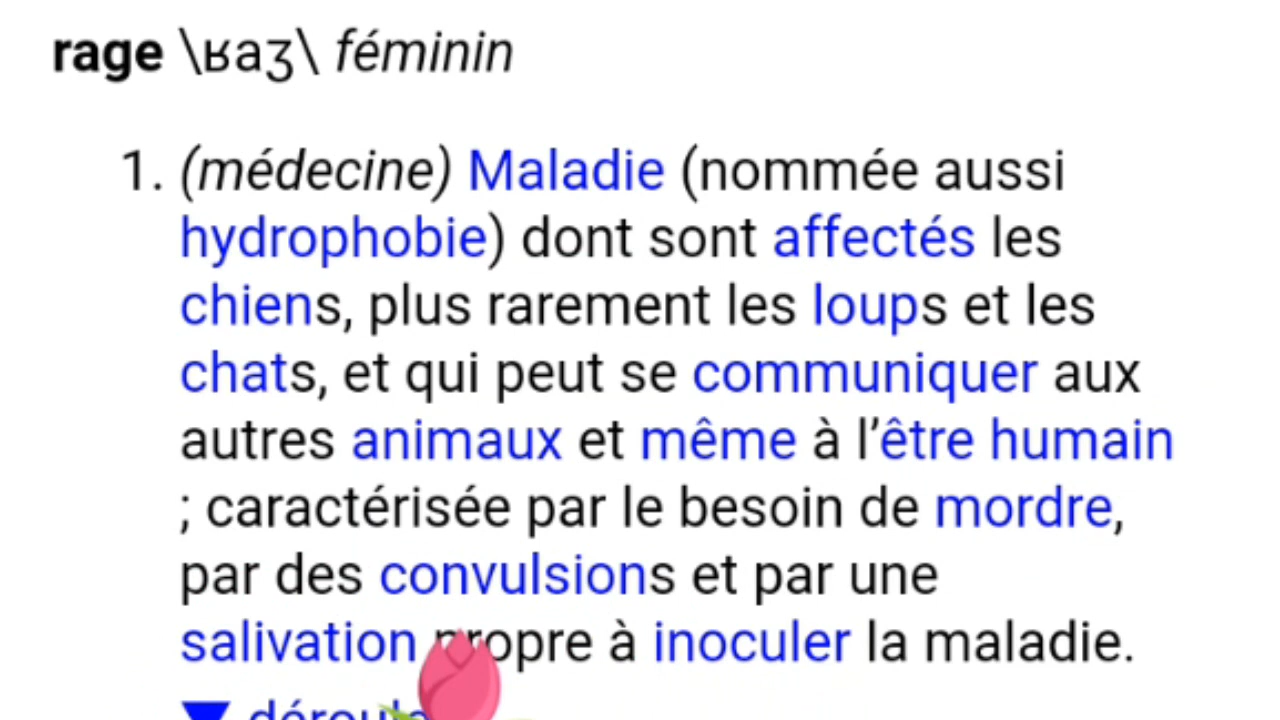 rage \ʁaʒ\ féminin
1. (médecine) Maladie (nommée aussi
hydrophobie) dont sont affectés les
chiens, plus rarement les loups et les
chats, et qui peut se communiquer aux
autres animaux et même à l’être humain
; caractérisée par le besoin de mordre,
par des convulsions et par une
salivation propre à inoculer la maladie.